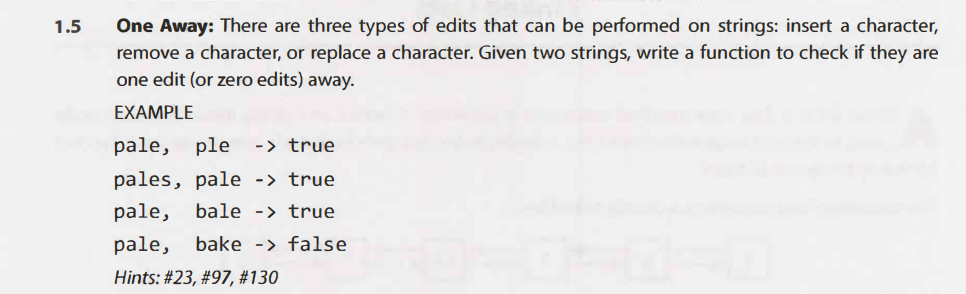 1.5 One Away: There are three types of edits that can be performed on strings: insert a character,
remove a character, or replace a character. Given two strings, write a function to check if they are
one edit (or zero edits) away.
EXAMPLE
pale, ple -> true
pales, pale -> true
pale, bale -> true
pale, bake -> false
Hints: #23, #97, #130